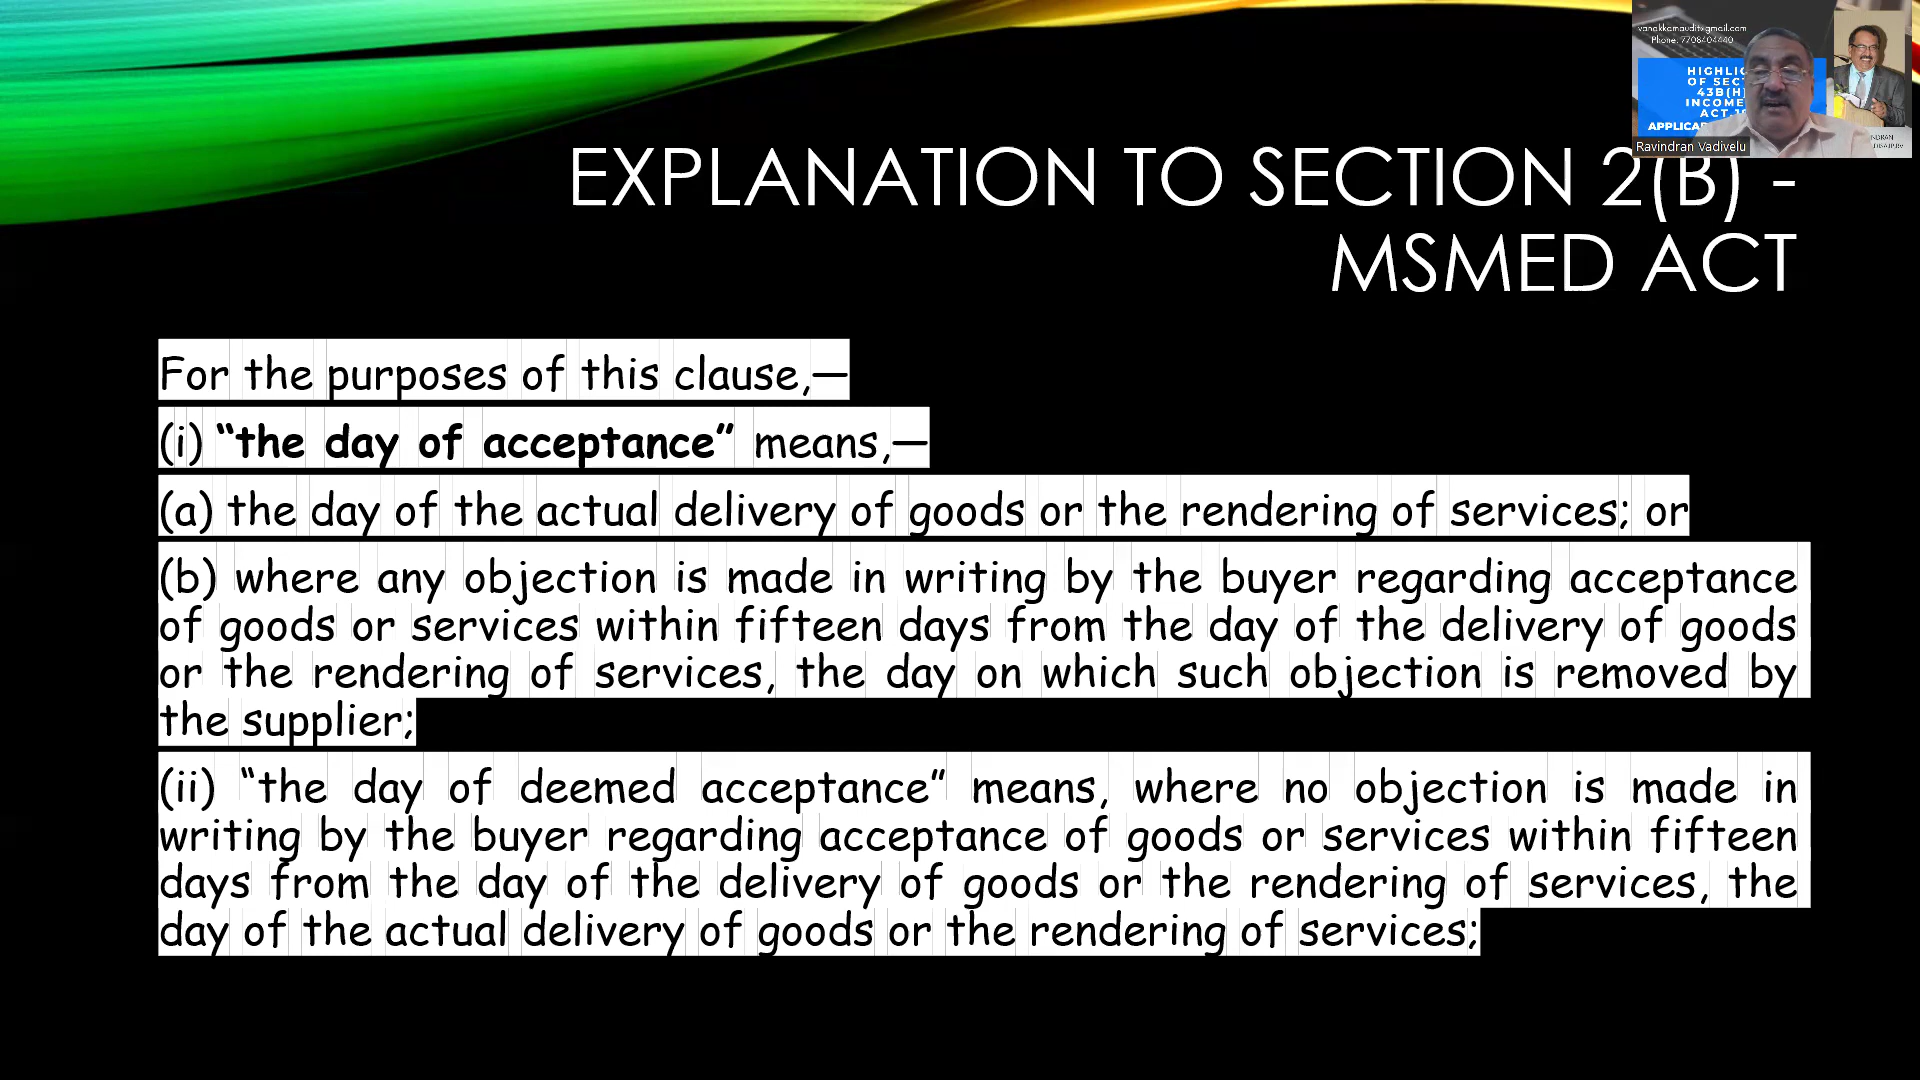 vanakkamaudit@gmail.com
Phone: 7708404440
HIGHLIG
OF SECT
43B(H)
INCOME
ACT,19
APPLICAB
NDRAN
Ravindran Vadivelu
EXPLANATION TO SECTION 2(B) -
MSMED ACT
For the purposes of this clause,—
(i) “the day of acceptance” means,—
(a) the day of the actual delivery of goods or the rendering of services; or
(b) where any objection is made in writing by the buyer regarding acceptance
of goods or services within fifteen days from the day of the delivery of goods
or the rendering of services, the day on which such objection is removed by
the supplier;
(ii) “the day of deemed acceptance” means, where no objection is made in
writing by the buyer regarding acceptance of goods or services within fifteen
days from the day of the delivery of goods or the rendering of services, the
day of the actual delivery of goods or the rendering of services;